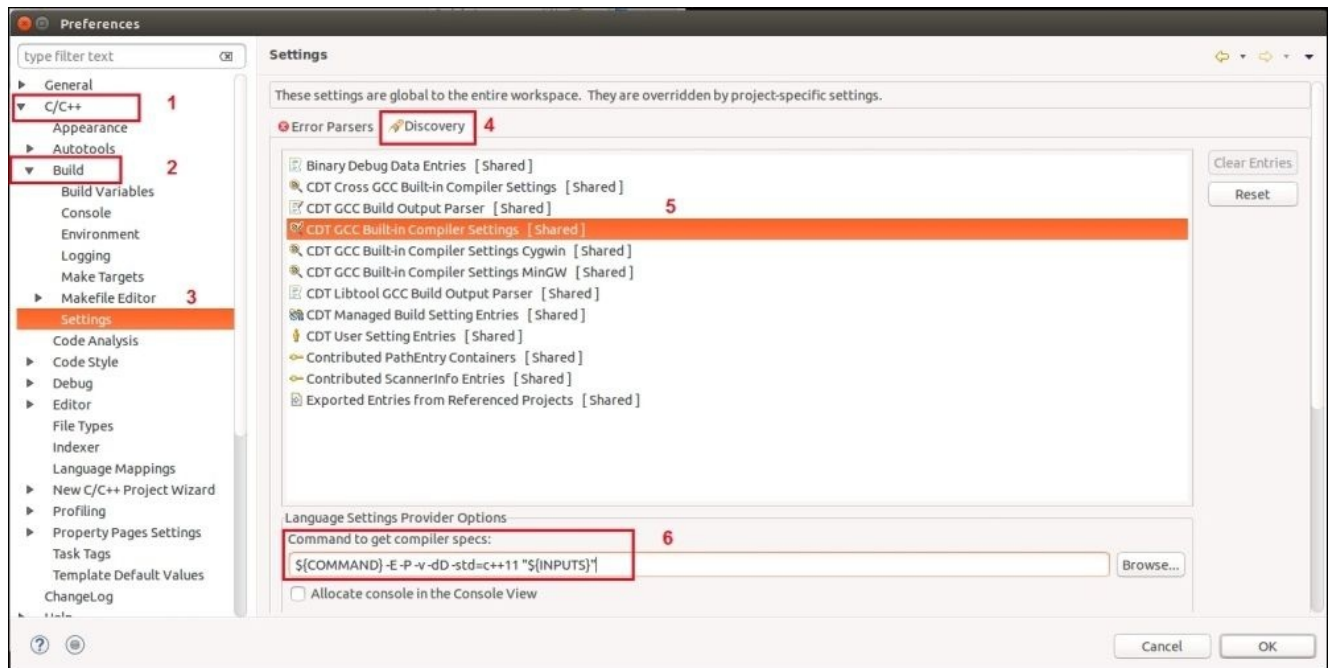 Preferences
type filter text
General
C/C++
1
Appearance
Autotools
Build
2
Build Variables
Console
Environment
Logging
Make Targets
Makefile Editor
3
Settings
Code Analysis
Code Style
Debug
Editor
File Types
Indexer
Language Mappings
New C/C++ Project Wizard
Profiling
Property Pages Settings
Task Tags
Template Default Values
ChangeLog
Settings
These settings are global to the entire workspace. They are overridden by project-specific settings.
Error Parsers
Discovery
4
Binary Debug Data Entries [ Shared ]
CDT Cross GCC Built-in Compiler Settings [ Shared ]
CDT GCC Build Output Parser [ Shared ]
5
CDT GCC Built-in Compiler Settings [ Shared ]
CDT GCC Built-in Compiler Settings Cygwin [ Shared ]
CDT GCC Built-in Compiler Settings MinGW [ Shared ]
CDT Libtool GCC Build Output Parser [ Shared ]
CDT Managed Build Setting Entries [ Shared ]
CDT User Setting Entries [ Shared ]
Contributed PathEntry Containers [ Shared ]
Contributed ScannerInfo Entries [ Shared ]
Exported Entries from Referenced Projects [ Shared ]
Clear Entries
Reset
Language Settings Provider Options
Command to get compiler specs:
6
${COMMAND} -E -P -v -dD -std=c++11 "${INPUTS}"
Browse...
Allocate console in the Console View
?
Cancel
OK